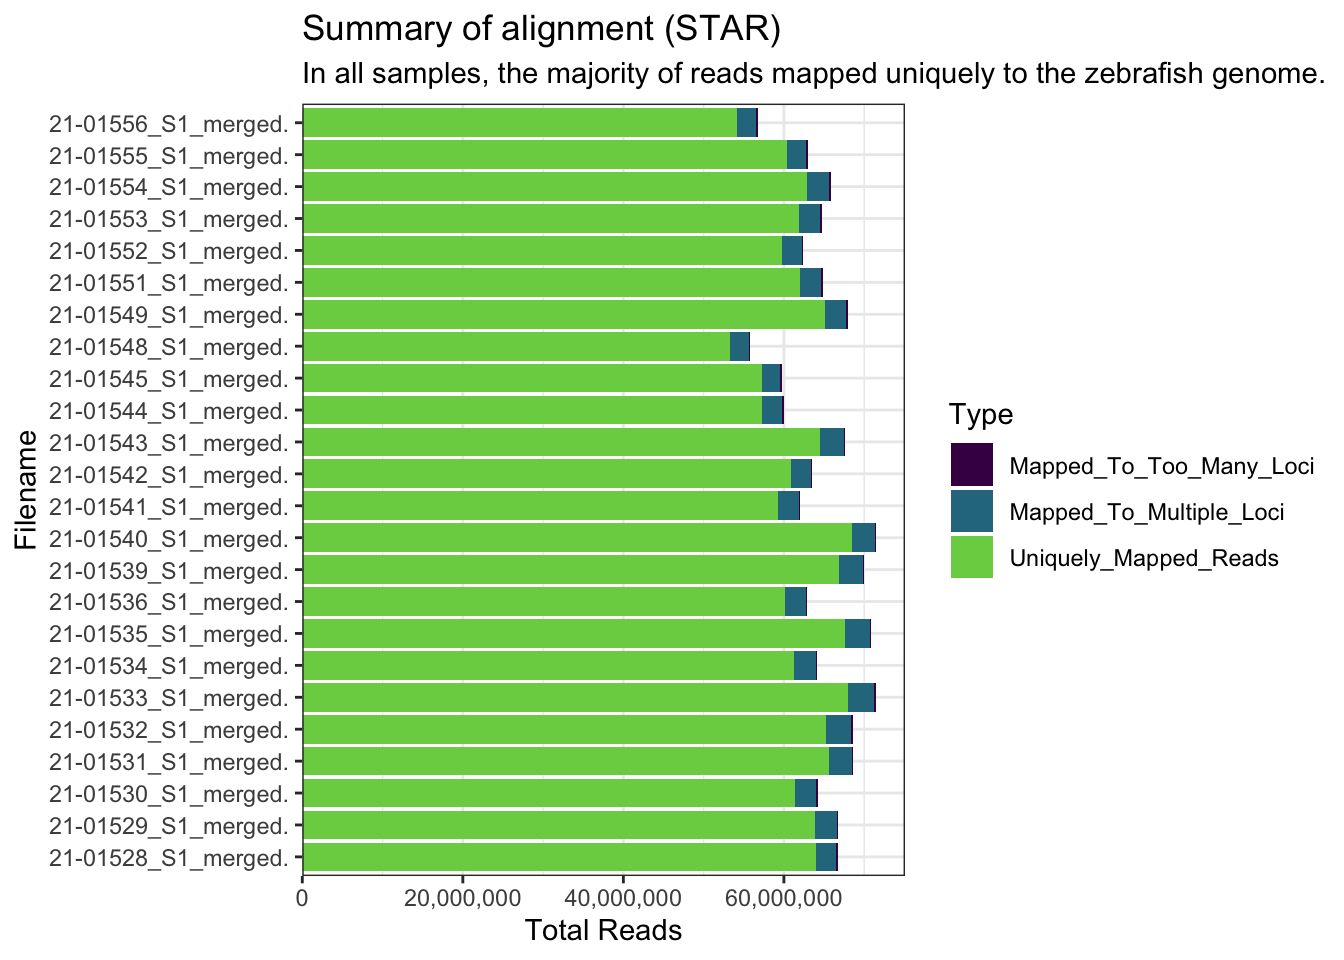 Summary of alignment (STAR)
In all samples, the majority of reads mapped uniquely to the zebrafish genome.
Filename
21-01556_S1_merged.
21-01555_S1_merged.
21-01554_S1_merged.
21-01553_S1_merged.
21-01552_S1_merged.
21-01551_S1_merged.
21-01549_S1_merged.
21-01548_S1_merged.
21-01545_S1_merged.
21-01544_S1_merged.
21-01543_S1_merged.
21-01542_S1_merged.
21-01541_S1_merged.
21-01540_S1_merged.
21-01539_S1_merged.
21-01536_S1_merged.
21-01535_S1_merged.
21-01534_S1_merged.
21-01533_S1_merged.
21-01532_S1_merged.
21-01531_S1_merged.
21-01530_S1_merged.
21-01529_S1_merged.
21-01528_S1_merged.
0 20,000,000 40,000,000 60,000,000
Total Reads
Type
Mapped_To_Too_Many_Loci
Mapped_To_Multiple_Loci
Uniquely_Mapped_Reads